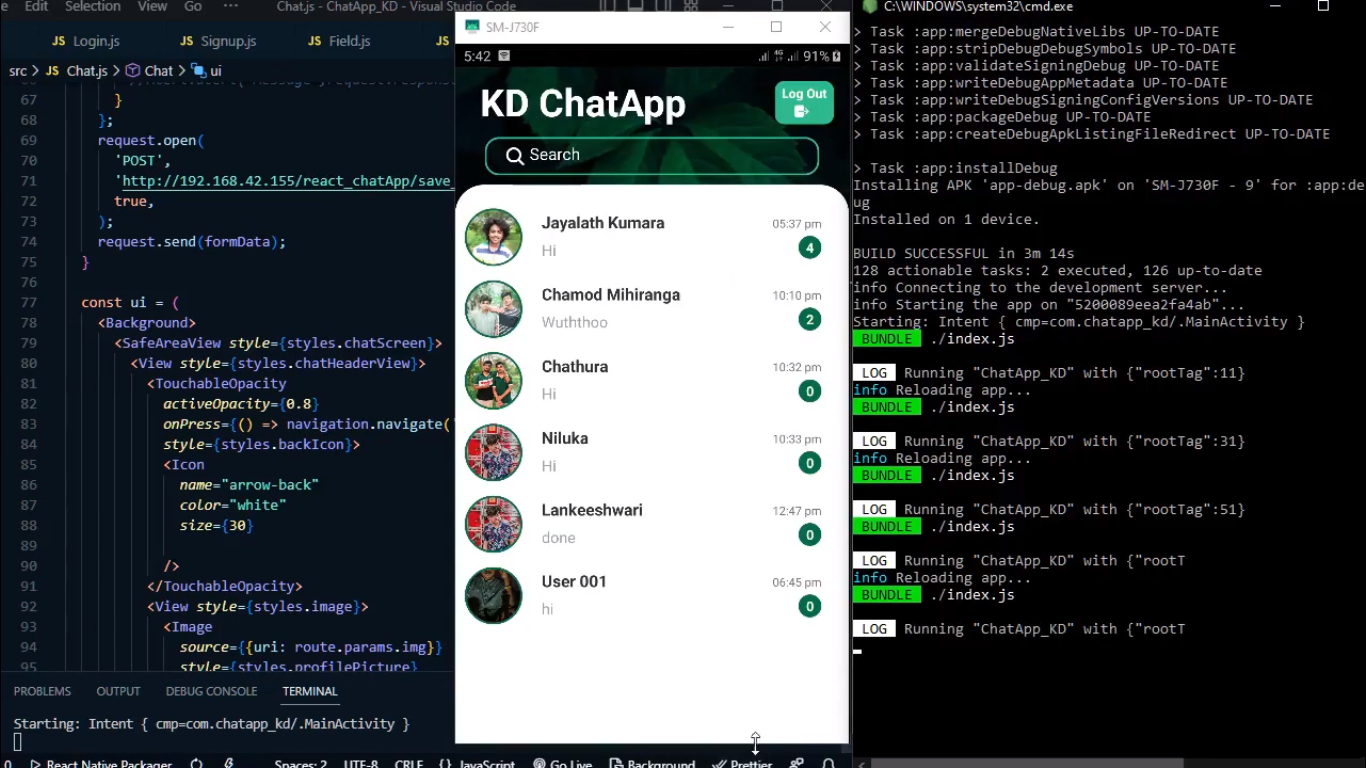 Edit Selection View Go ··· Chat.js - ChatApp_KD - Visual Studio Code
JS Login.js JS Signup.js JS Field.js JS
src > JS Chat.js > Chat > ui
67 }
68 };
69 request.open(
70 'POST',
71 'http://192.168.42.155/react_chatApp/save_
72 true,
73 );
74 request.send(formData);
75 }
76
77 const ui = (
78 <Background>
79 <SafeAreaView style={styles.chatScreen}>
80 <View style={styles.chatHeaderView}>
81 <TouchableOpacity
82 activeOpacity={0.8}
83 onPress={() => navigation.navigate(
84 style={styles.backIcon}>
85 <Icon
86 name="arrow-back"
87 color="white"
88 size={30}
89
90 />
91 </TouchableOpacity>
92 <View style={styles.image}>
93 <Image
94 source={{uri: route.params.img}}
95 style={styles.profilePicture}
PROBLEMS OUTPUT DEBUG CONSOLE TERMINAL
Starting: Intent { cmp=com.chatapp_kd/.MainActivity }
0 React Native Packager Spaces: 2 UTF-8 CRLF {} JavaScript Go Live Background Prettier
SM-J730F
5:42 91%
KD ChatApp
Log Out
Search
Jayalath Kumara 05:37 pm
Hi 4
Chamod Mihiranga 10:10 pm
Wuththoo 2
Chathura 10:32 pm
Hi 0
Niluka 10:33 pm
Hi 0
Lankeeshwari 12:47 pm
done 0
User 001 06:45 pm
hi 0
C:\WINDOWS\system32\cmd.exe
> Task :app:mergeDebugNativeLibs UP-TO-DATE
> Task :app:stripDebugDebugSymbols UP-TO-DATE
> Task :app:validateSigningDebug UP-TO-DATE
> Task :app:writeDebugAppMetadata UP-TO-DATE
> Task :app:writeDebugSigningConfigVersions UP-TO-DATE
> Task :app:packageDebug UP-TO-DATE
> Task :app:createDebugApkListingFileRedirect UP-TO-DATE
> Task :app:installDebug
Installing APK 'app-debug.apk' on 'SM-J730F - 9' for :app:de
ug
Installed on 1 device.
BUILD SUCCESSFUL in 3m 14s
128 actionable tasks: 2 executed, 126 up-to-date
info Connecting to the development server...
info Starting the app on "5200089eea2fa4ab"...
Starting: Intent { cmp=com.chatapp_kd/.MainActivity }
BUNDLE ./index.js
LOG Running "ChatApp_KD" with {"rootTag":11}
info Reloading app...
BUNDLE ./index.js
LOG Running "ChatApp_KD" with {"rootTag":31}
info Reloading app...
BUNDLE ./index.js
LOG Running "ChatApp_KD" with {"rootTag":51}
BUNDLE ./index.js
LOG Running "ChatApp_KD" with {"rootT
info Reloading app...
BUNDLE ./index.js
LOG Running "ChatApp_KD" with {"rootT